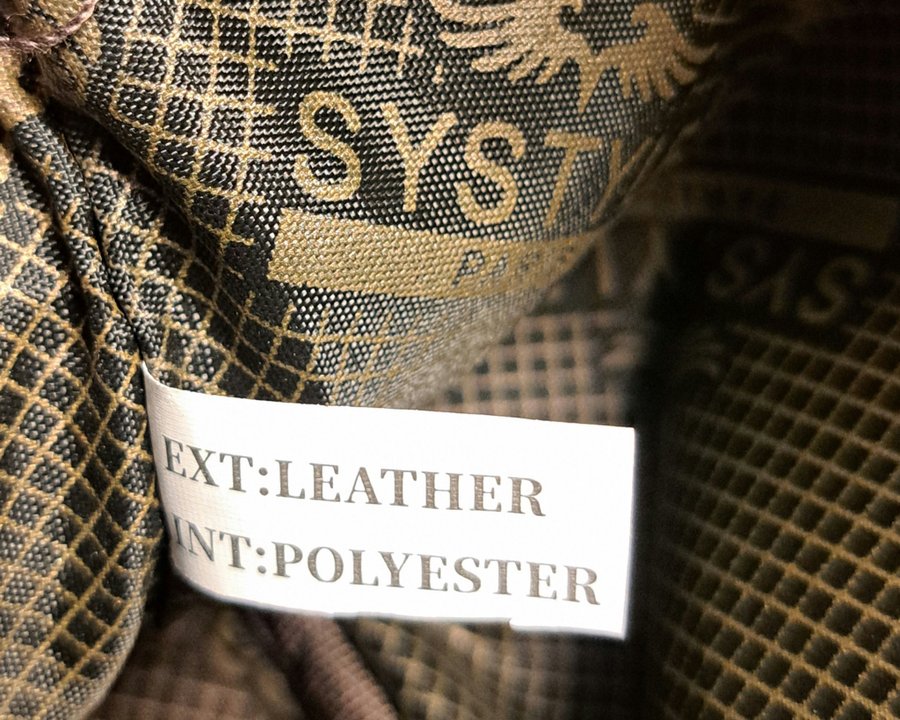 SYST
EXT:LEATHER
INT:POLYESTER
SYS